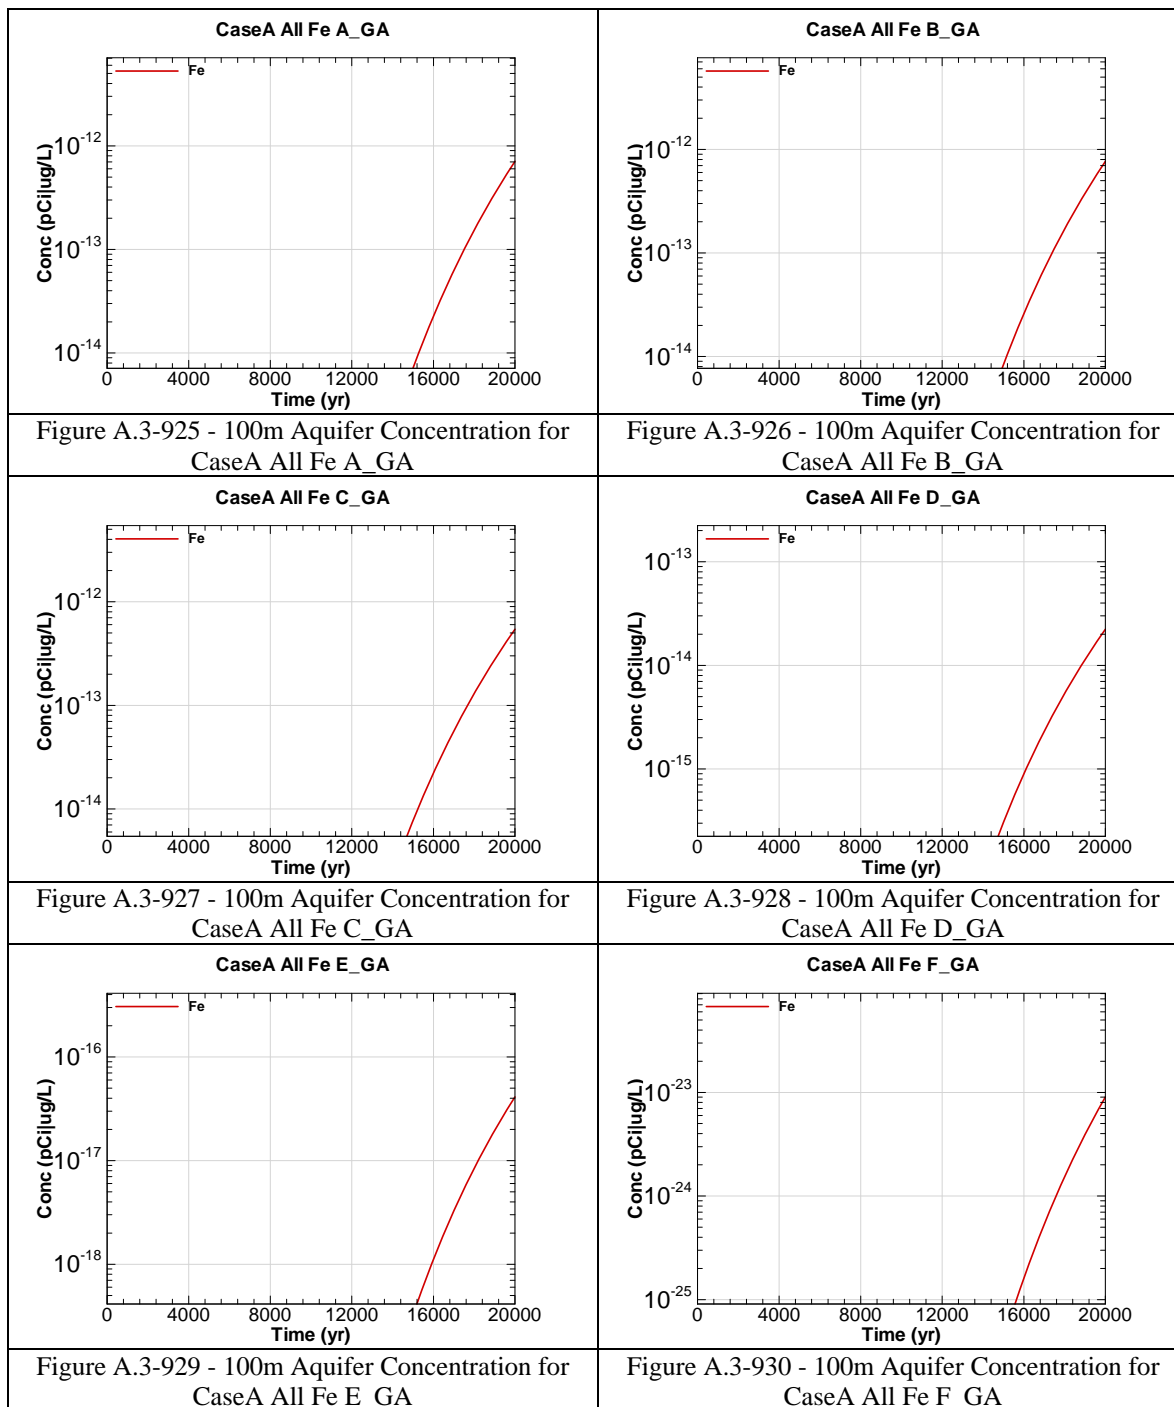 CaseA All Fe A_GA
Fe
Conc (pCi|ug/L)
10-12
10-13
10-14
0 4000 8000 12000 16000 20000
Time (yr)
Figure A.3-925 - 100m Aquifer Concentration for
CaseA All Fe A_GA
CaseA All Fe B_GA
Fe
Conc (pCi|ug/L)
10-12
10-13
10-14
0 4000 8000 12000 16000 20000
Time (yr)
Figure A.3-926 - 100m Aquifer Concentration for
CaseA All Fe B_GA
CaseA All Fe C_GA
Fe
Conc (pCi|ug/L)
10-12
10-13
10-14
0 4000 8000 12000 16000 20000
Time (yr)
Figure A.3-927 - 100m Aquifer Concentration for
CaseA All Fe C_GA
CaseA All Fe D_GA
Fe
Conc (pCi|ug/L)
10-13
10-14
10-15
0 4000 8000 12000 16000 20000
Time (yr)
Figure A.3-928 - 100m Aquifer Concentration for
CaseA All Fe D_GA
CaseA All Fe E_GA
Fe
Conc (pCi|ug/L)
10-16
10-17
10-18
0 4000 8000 12000 16000 20000
Time (yr)
Figure A.3-929 - 100m Aquifer Concentration for
CaseA All Fe E_GA
CaseA All Fe F_GA
Fe
Conc (pCi|ug/L)
10-23
10-24
10-25
0 4000 8000 12000 16000 20000
Time (yr)
Figure A.3-930 - 100m Aquifer Concentration for
CaseA All Fe F_GA